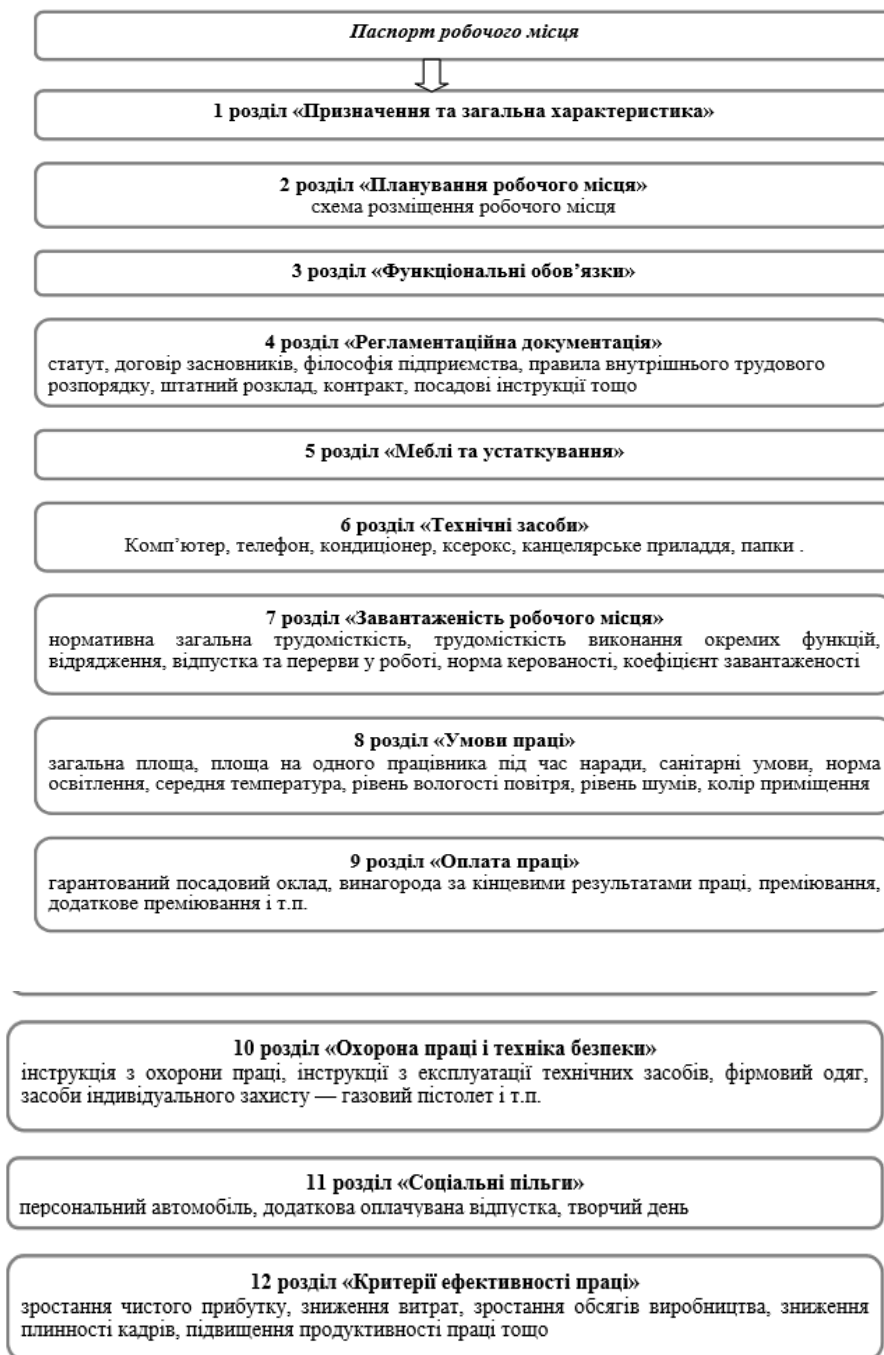 Паспорт робочого місця
1 розділ «Призначення та загальна характеристика»
2 розділ «Планування робочого місця»
схема розміщення робочого місця
3 розділ «Функціональні обов’язки»
4 розділ «Регламентаційна документація»
статут, договір засновників, філософія підприємства, правила внутрішнього трудового
розпорядку, штатний розклад, контракт, посадові інструкції тощо
5 розділ «Меблі та устаткування»
6 розділ «Технічні засоби»
Комп’ютер, телефон, кондиціонер, ксерокс, канцелярське приладдя, папки .
7 розділ «Завантаженість робочого місця»
нормативна загальна трудомісткість, трудомісткість виконання окремих функцій,
відрядження, відпустка та перерви у роботі, норма керованості, коефіцієнт завантаженості
8 розділ «Умови праці»
загальна площа, площа на одного працівника під час наради, санітарні умови, норма
освітлення, середня температура, рівень вологості повітря, рівень шумів, колір приміщення
9 розділ «Оплата праці»
гарантований посадовий оклад, винагорода за кінцевими результатами праці, преміювання,
додаткове преміювання і т.п.
10 розділ «Охорона праці і техніка безпеки»
інструкція з охорони праці, інструкції з експлуатації технічних засобів, фірмовий одяг,
засоби індивідуального захисту — газовий пістолет і т.п.
11 розділ «Соціальні пільги»
персональний автомобіль, додаткова оплачувана відпустка, творчий день
12 розділ «Критерії ефективності праці»
зростання чистого прибутку, зниження витрат, зростання обсягів виробництва, зниження
плинності кадрів, підвищення продуктивності праці тощо